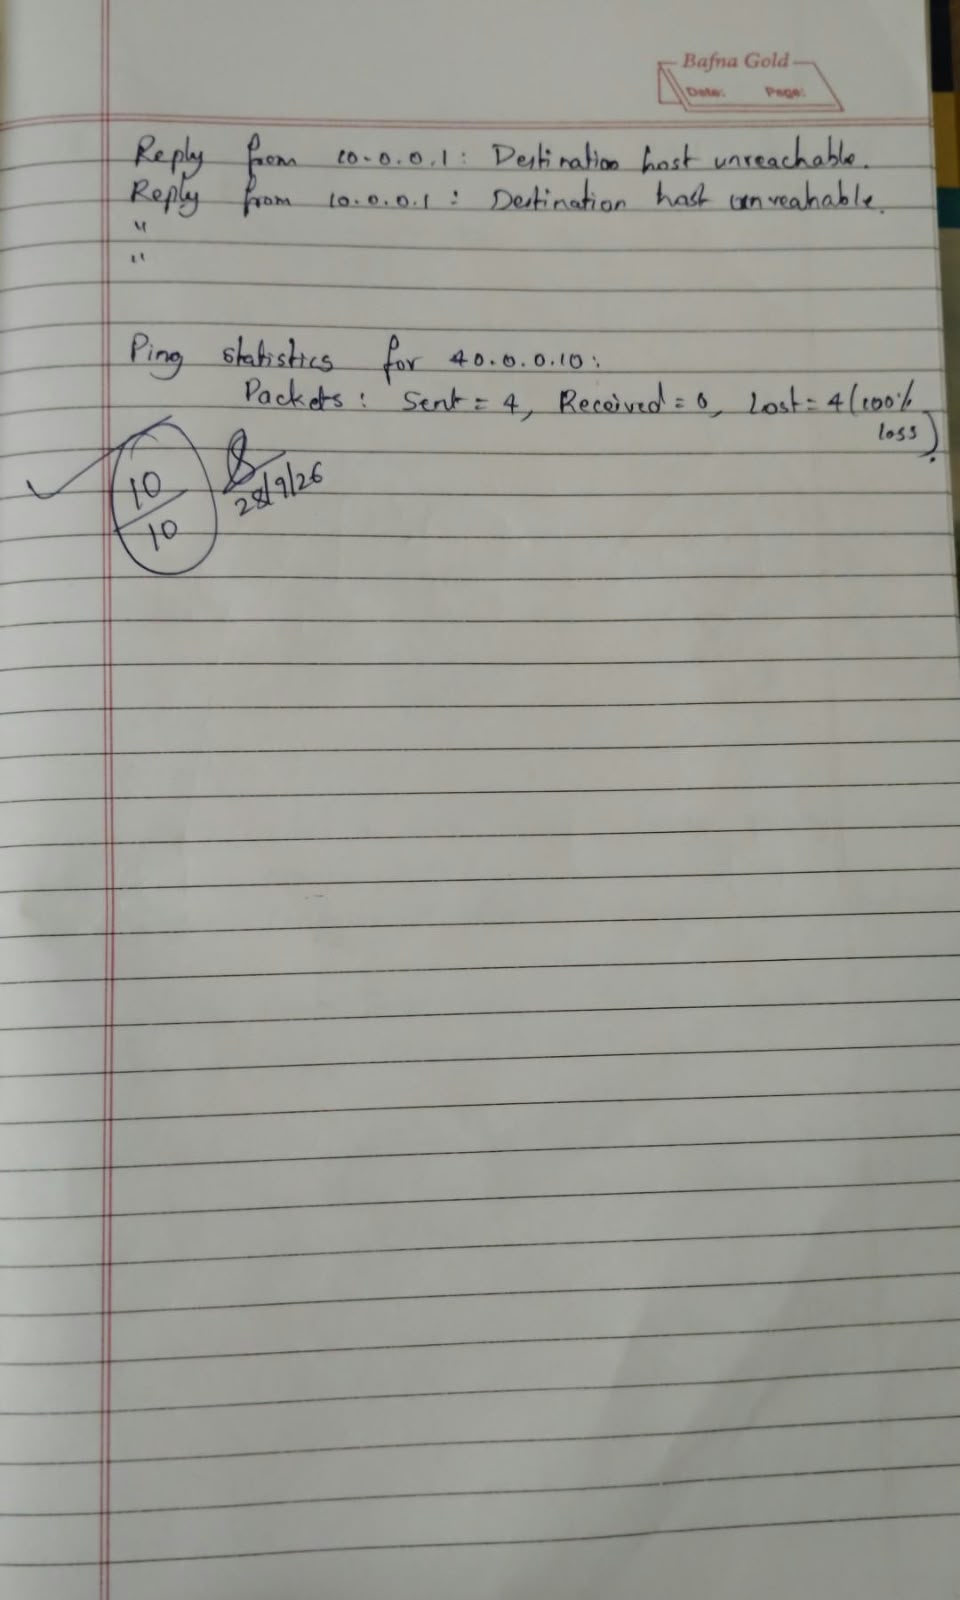 Bafna Gold
Date: Page:
Reply from 10.0.0.1: Destination host unreachable.
Reply from 10.0.0.1: Destination host unreahable.
"
"
Ping statistics for 40.0.0.10:
Packets: Sent = 4, Received = 0, Lost = 4 (100%
loss).
10
10
28/9/26